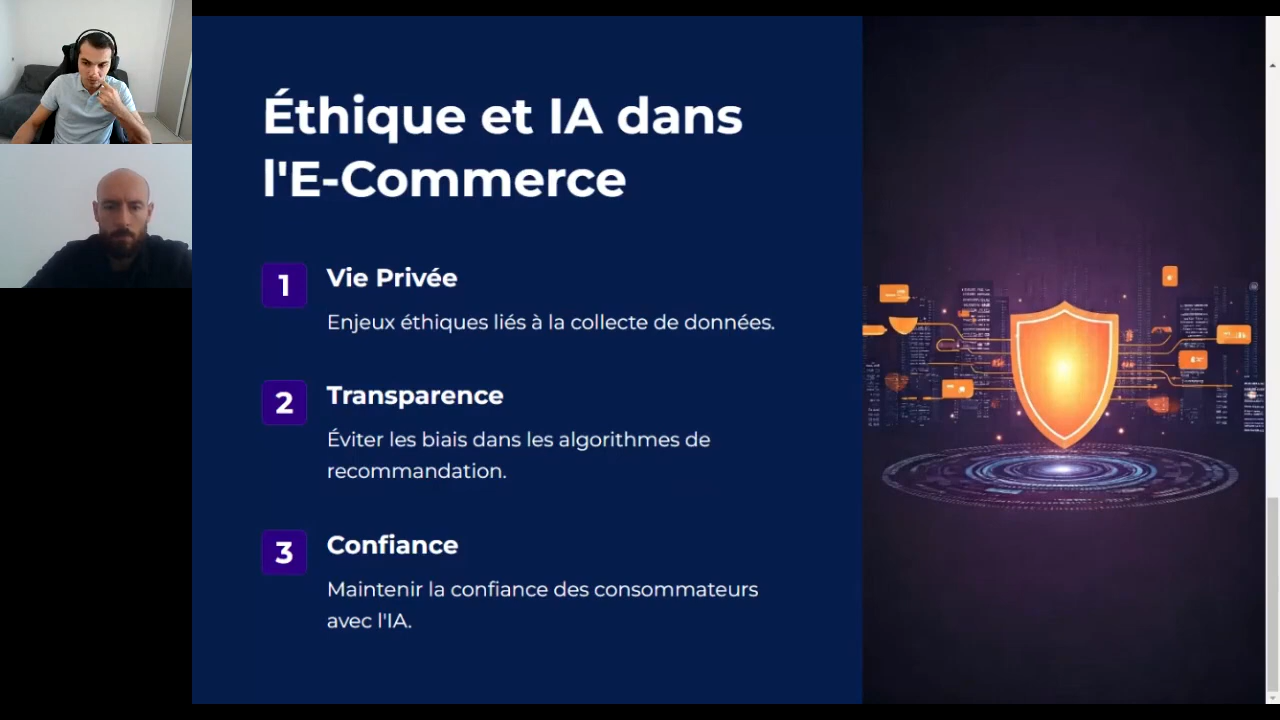 Éthique et IA dans
l'E-Commerce
1
Vie Privée
Enjeux éthiques liés à la collecte de données.
2
Transparence
Éviter les biais dans les algorithmes de
recommandation.
3
Confiance
Maintenir la confiance des consommateurs
avec l'IA.